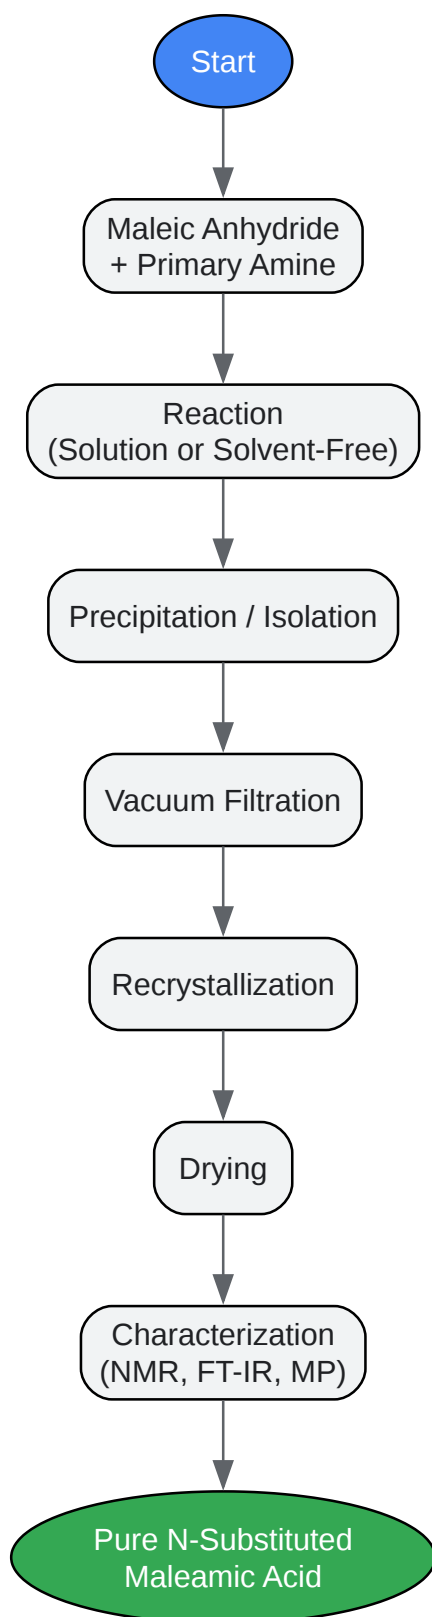 Start
Maleic Anhydride
+ Primary Amine
Reaction
(Solution or Solvent-Free)
Precipitation / Isolation
Vacuum Filtration
Recrystallization
Drying
Characterization
(NMR, FT-IR, MP)
Pure N-Substituted
Maleamic Acid